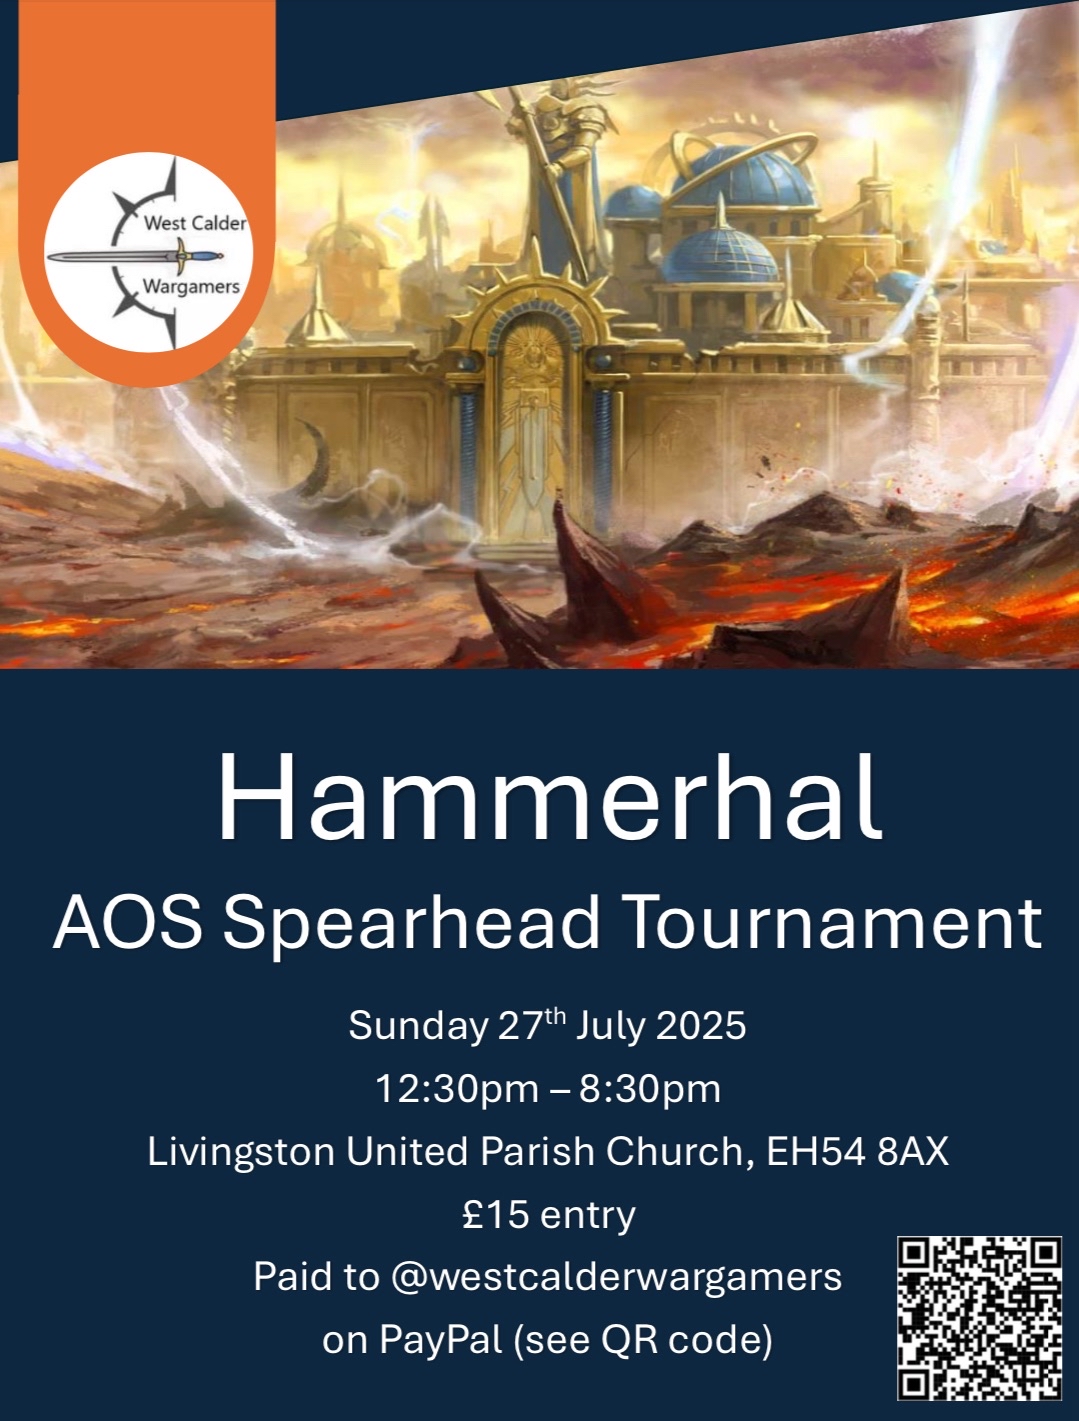 West Calder
Wargamers
Hammerhal
AOS Spearhead Tournament
Sunday 27th July 2025
12:30pm – 8:30pm
Livingston United Parish Church, EH54 8AX
£15 entry
Paid to @westcalderwargamers
on PayPal (see QR code)